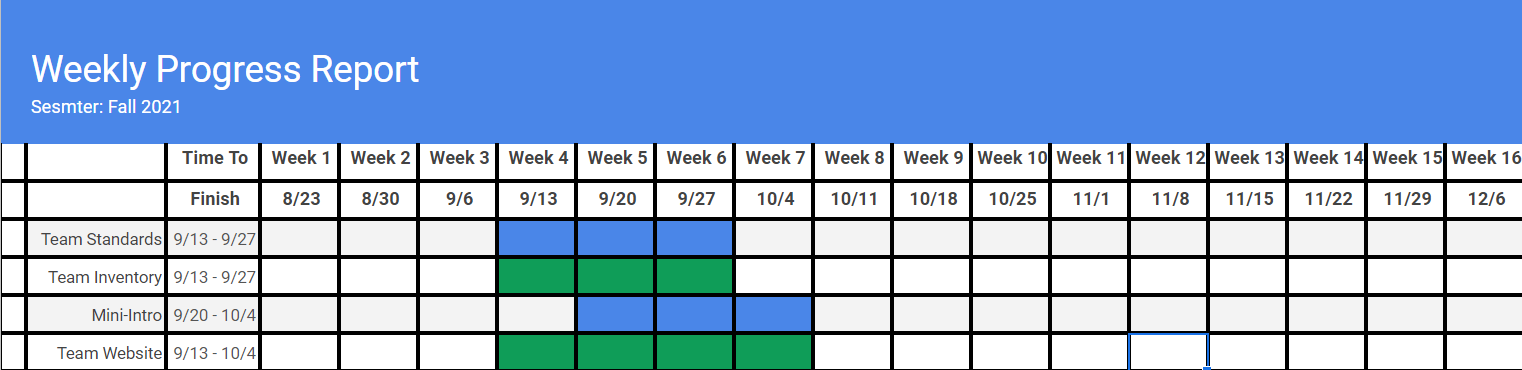 Weekly Progress Report
Sesmter: Fall 2021
Time To Week 1 Week 2 Week 3 Week 4 Week 5 Week 6 Week 7 Week 8 Week 9 Week 10 Week 11 Week 12 Week 13 Week 14 Week 15 Week 16
Finish 8/23 8/30 9/6 9/13 9/20 9/27 10/4 10/11 10/18 10/25 11/1 11/8 11/15 11/22 11/29 12/6
Team Standards 9/13 - 9/27
Team Inventory 9/13 - 9/27
Mini-Intro 9/20 - 10/4
Team Website 9/13 - 10/4